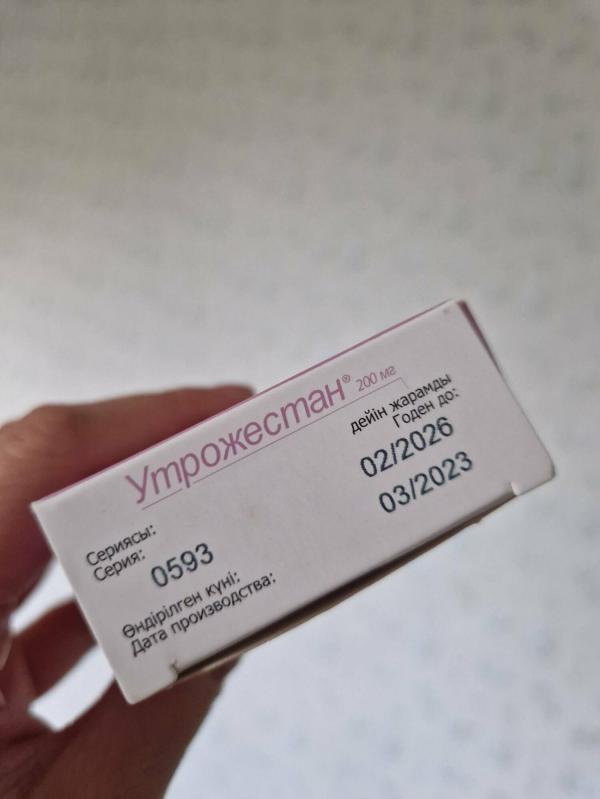 Утрожестан® 200 мг
дейін жарамды
Годен до:
02/2026
03/2023
Сериясы:
Серия:
0593
Өндірілген күні:
Дата производства: